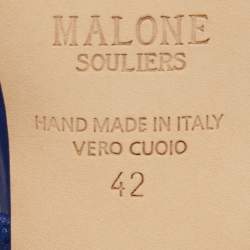 MALONE
SOULIERS
HAND MADE IN ITALY
VERO CUOIO
42